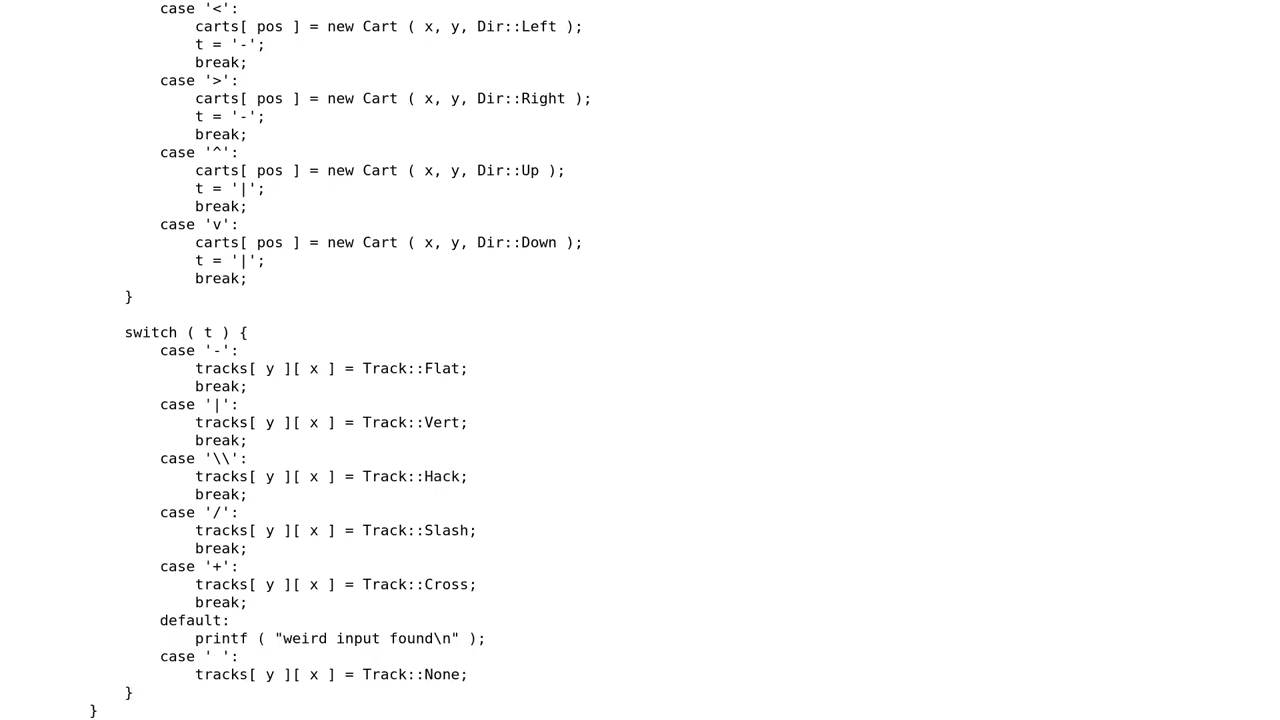 case '<':
            carts[ pos ] = new Cart ( x, y, Dir::Left );
            t = '-';
            break;
        case '>':
            carts[ pos ] = new Cart ( x, y, Dir::Right );
            t = '-';
            break;
        case '^':
            carts[ pos ] = new Cart ( x, y, Dir::Up );
            t = '|';
            break;
        case 'v':
            carts[ pos ] = new Cart ( x, y, Dir::Down );
            t = '|';
            break;
    }

    switch ( t ) {
        case '-':
            tracks[ y ][ x ] = Track::Flat;
            break;
        case '|':
            tracks[ y ][ x ] = Track::Vert;
            break;
        case '\\':
            tracks[ y ][ x ] = Track::Hack;
            break;
        case '/':
            tracks[ y ][ x ] = Track::Slash;
            break;
        case '+':
            tracks[ y ][ x ] = Track::Cross;
            break;
        default:
            printf ( "weird input found\n" );
        case ' ':
            tracks[ y ][ x ] = Track::None;
    }
}